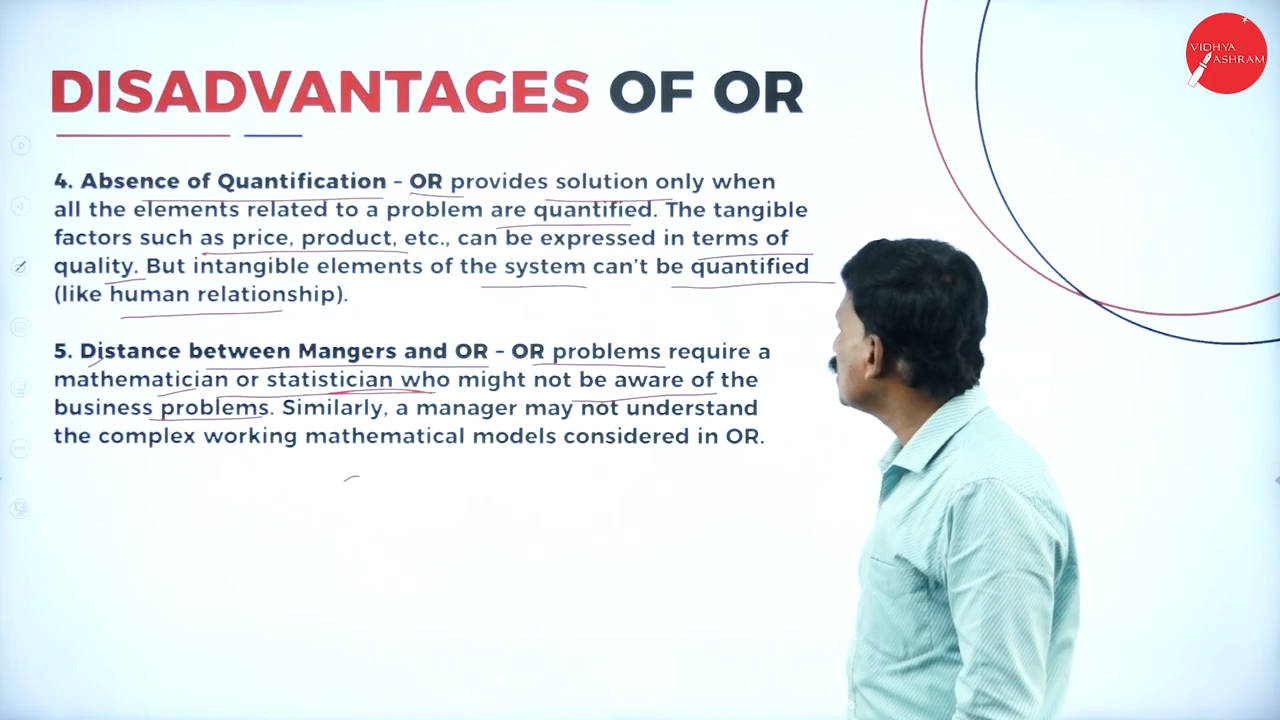 VIDHYA
ASHRAM
DISADVANTAGES OF OR
4. Absence of Quantification - OR provides solution only when
all the elements related to a problem are quantified. The tangible
factors such as price, product, etc., can be expressed in terms of
quality. But intangible elements of the system can't be quantified
(like human relationship).
5. Distance between Mangers and OR - OR problems require a
mathematician or statistician who might not be aware of the
business problems. Similarly, a manager may not understand
the complex working mathematical models considered in OR.